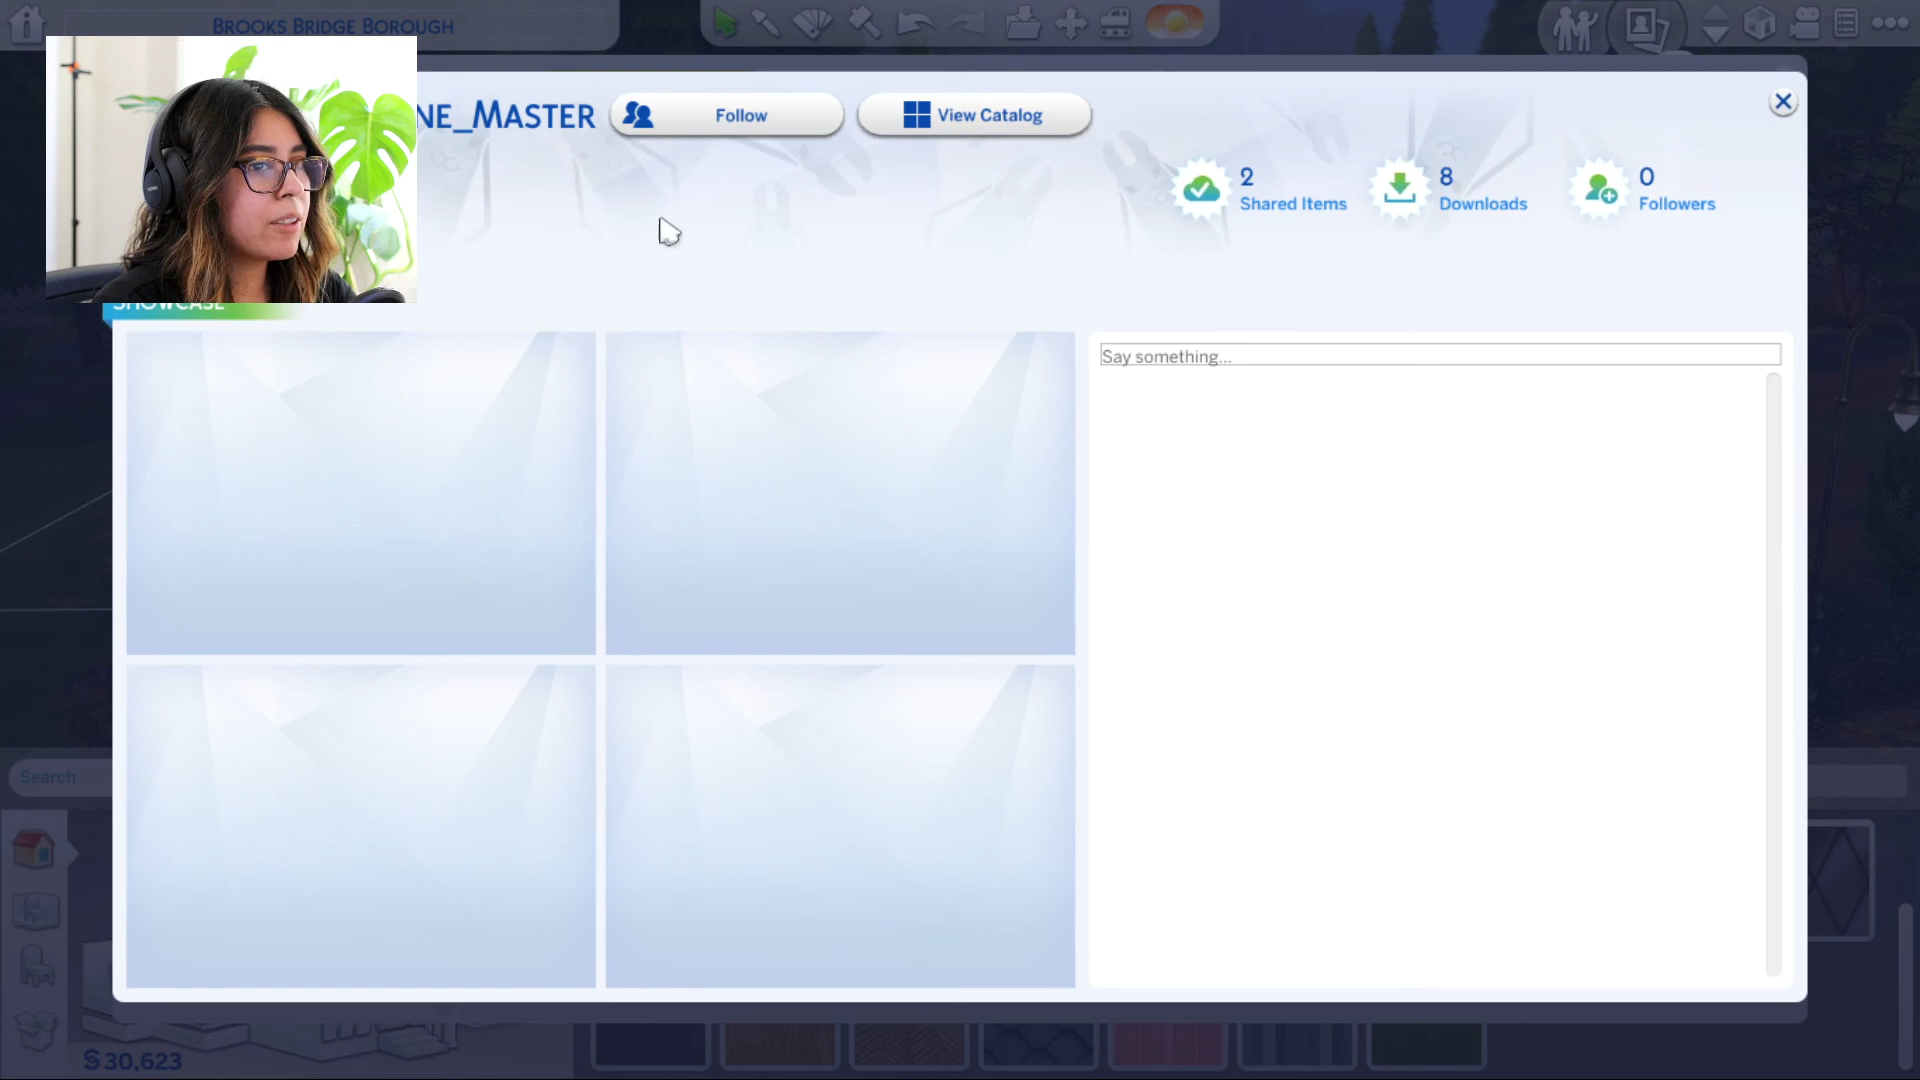 BROOKS BRIDGE BOROUGH
NE_MASTER
Follow
View Catalog
2
Shared Items
8
Downloads
0
Followers
SHOWCASE
Say something...
Search
§30,623